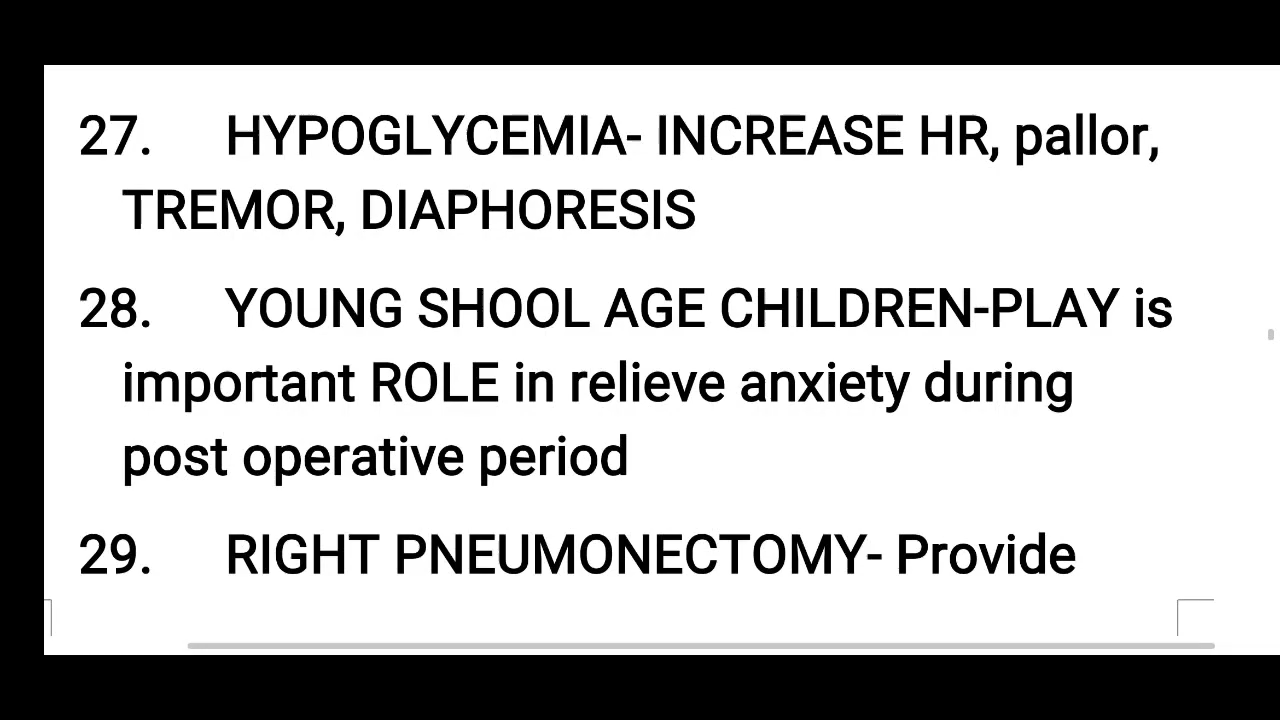 27. HYPOGLYCEMIA- INCREASE HR, pallor,
TREMOR, DIAPHORESIS
28. YOUNG SHOOL AGE CHILDREN-PLAY is
important ROLE in relieve anxiety during
post operative period
29. RIGHT PNEUMONECTOMY- Provide